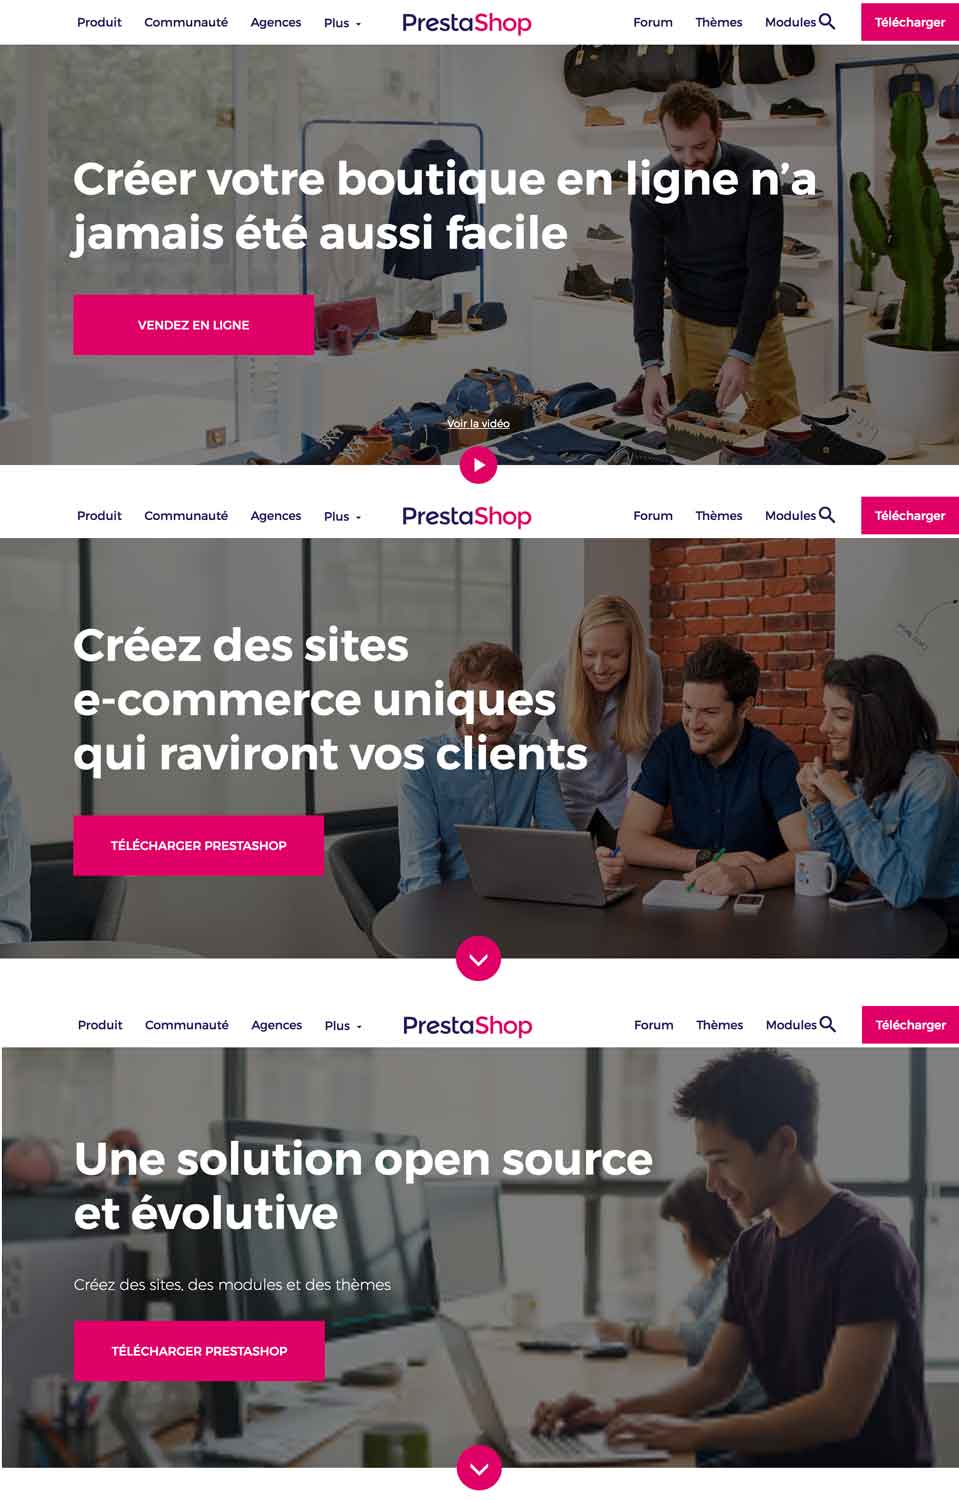 Produit Communauté Agences Plus PrestaShop Forum Thèmes Modules Télécharger
Créer votre boutique en ligne n'a
jamais été aussi facile
VENDEZ EN LIGNE
Voir la vidéo
Produit Communauté Agences Plus PrestaShop Forum Thèmes Modules Télécharger
Créez des sites
e-commerce uniques
qui raviront vos clients
TÉLÉCHARGER PRESTASHOP
Produit Communauté Agences Plus PrestaShop Forum Thèmes Modules Télécharger
Une solution open source
et évolutive
Créez des sites, des modules et des thèmes
TÉLÉCHARGER PRESTASHOP